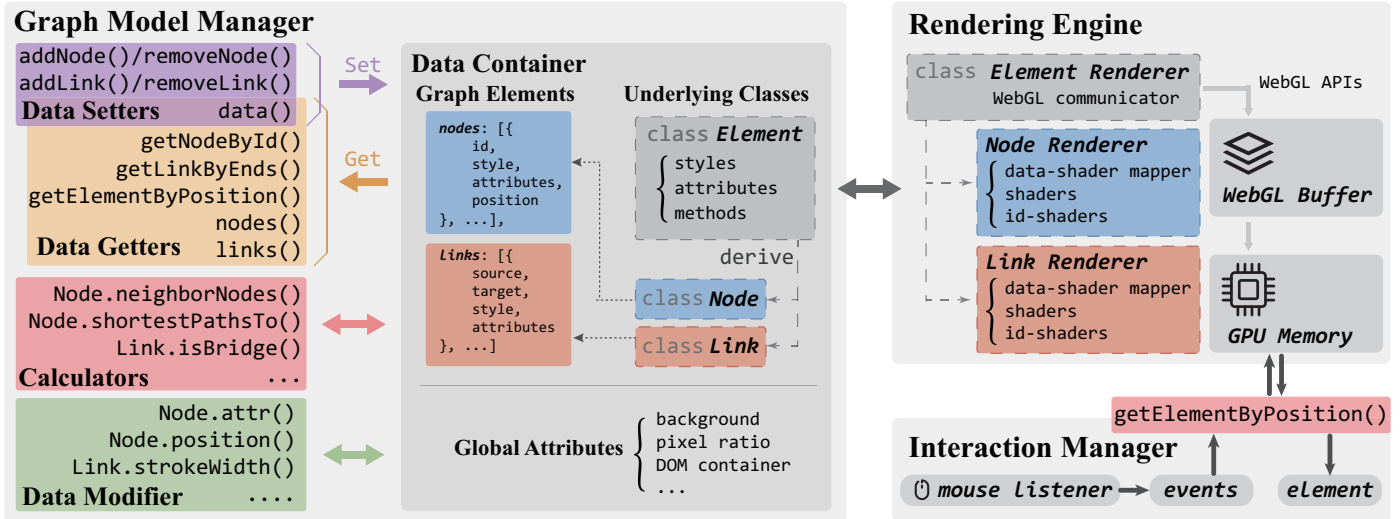 Graph Model Manager
addNode()/removeNode()
addLink()/removeLink()
Data Setters data()
getNodeById()
getLinkByEnds()
getElementByPosition()
nodes()
Data Getters links()
Node.neighborNodes()
Node.shortestPathsTo()
Link.isBridge()
Calculators ...
Node.attr()
Node.position()
Link.strokeWidth()
Data Modifier ....
Set
Get
Data Container
Graph Elements
nodes: [{
id,
style,
attributes,
position
}, ...],
links: [{
source,
target,
style,
attributes
}, ...]
Underlying Classes
class Element
styles
attributes
methods
derive
class Node
class Link
Global Attributes
background
pixel ratio
DOM container
...
Rendering Engine
class Element Renderer
WebGL communicator
WebGL APIs
Node Renderer
data-shader mapper
shaders
id-shaders
Link Renderer
data-shader mapper
shaders
id-shaders
WebGL Buffer
GPU Memory
getElementByPosition()
Interaction Manager
mouse listener
events
element